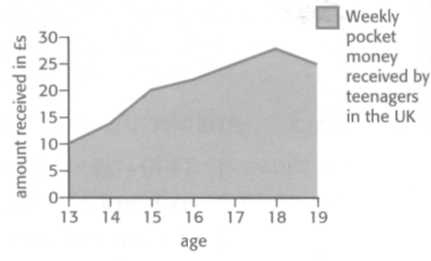 Weekly
pocket
money
received by
teenagers
in the UK
amount received in £s
30
25
20
15
10
5
0
13 14 15 16 17 18 19
age